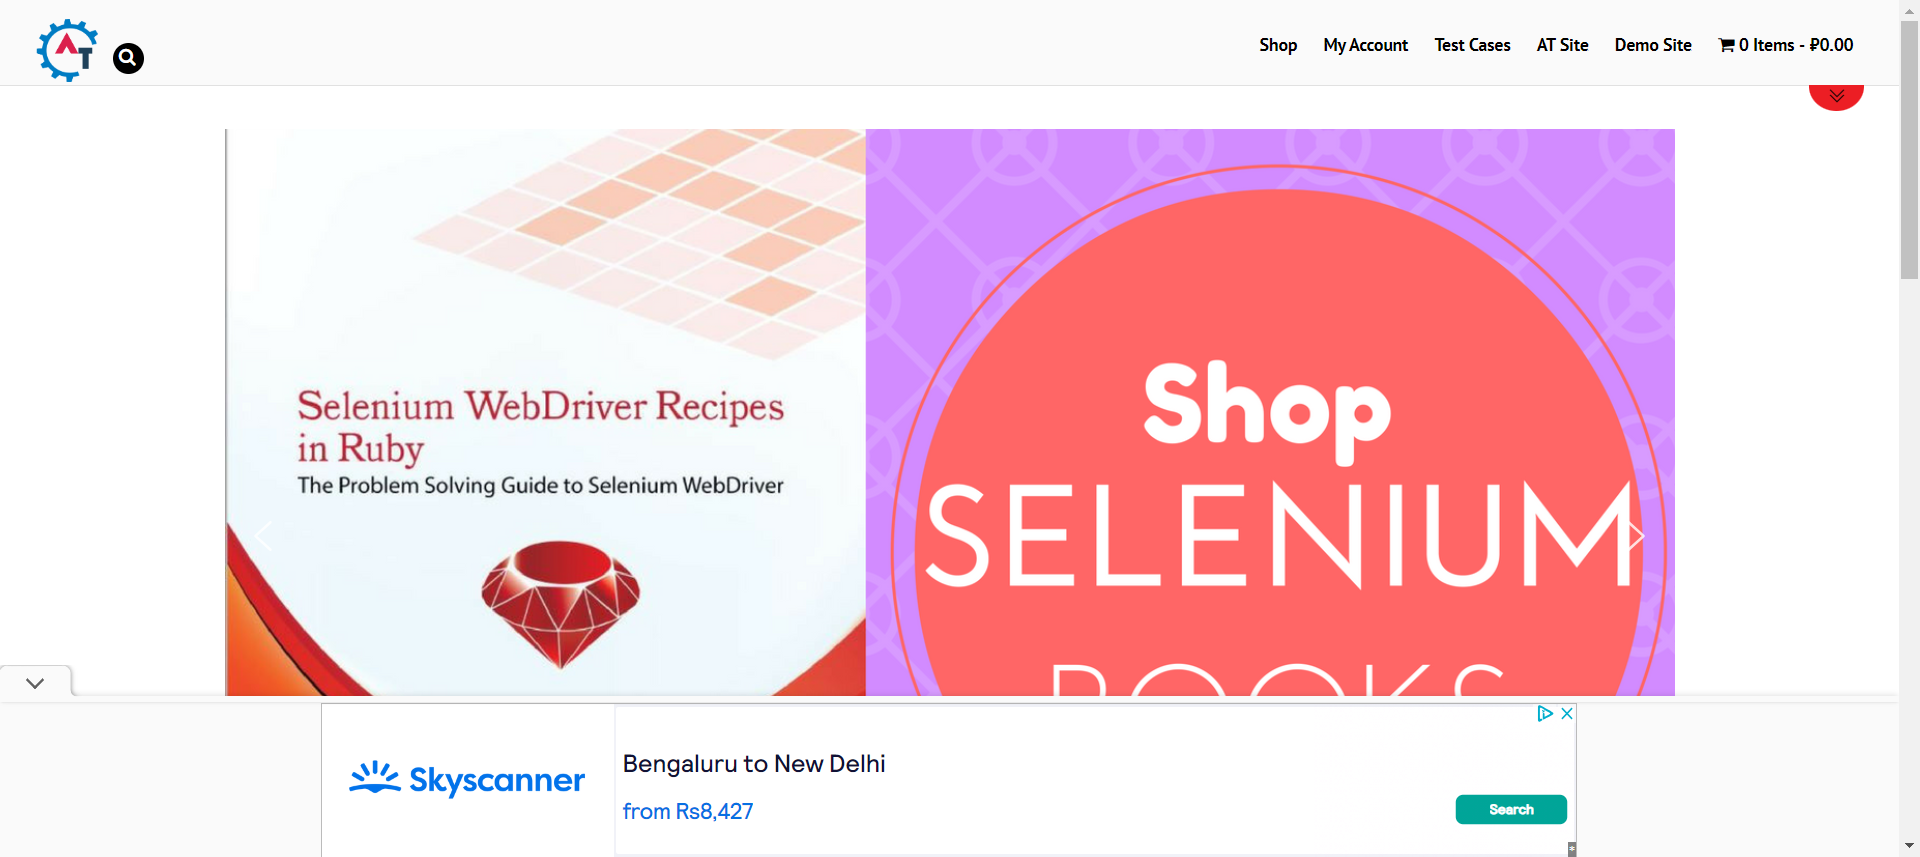 AT
Shop
My Account
Test Cases
AT Site
Demo Site
0 Items - ₽0.00
Selenium WebDriver Recipes
in Ruby
The Problem Solving Guide to Selenium WebDriver
Shop
SELENIUM
BOOKS
Skyscanner
Bengaluru to New Delhi
from Rs8,427
Search